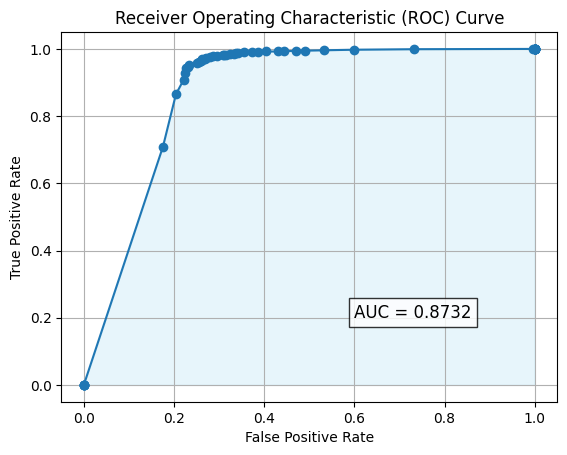 Receiver Operating Characteristic (ROC) Curve
1.0
0.8
0.6
0.4
0.2
0.0
True Positive Rate
AUC = 0.8732
0.0 0.2 0.4 0.6 0.8 1.0
False Positive Rate